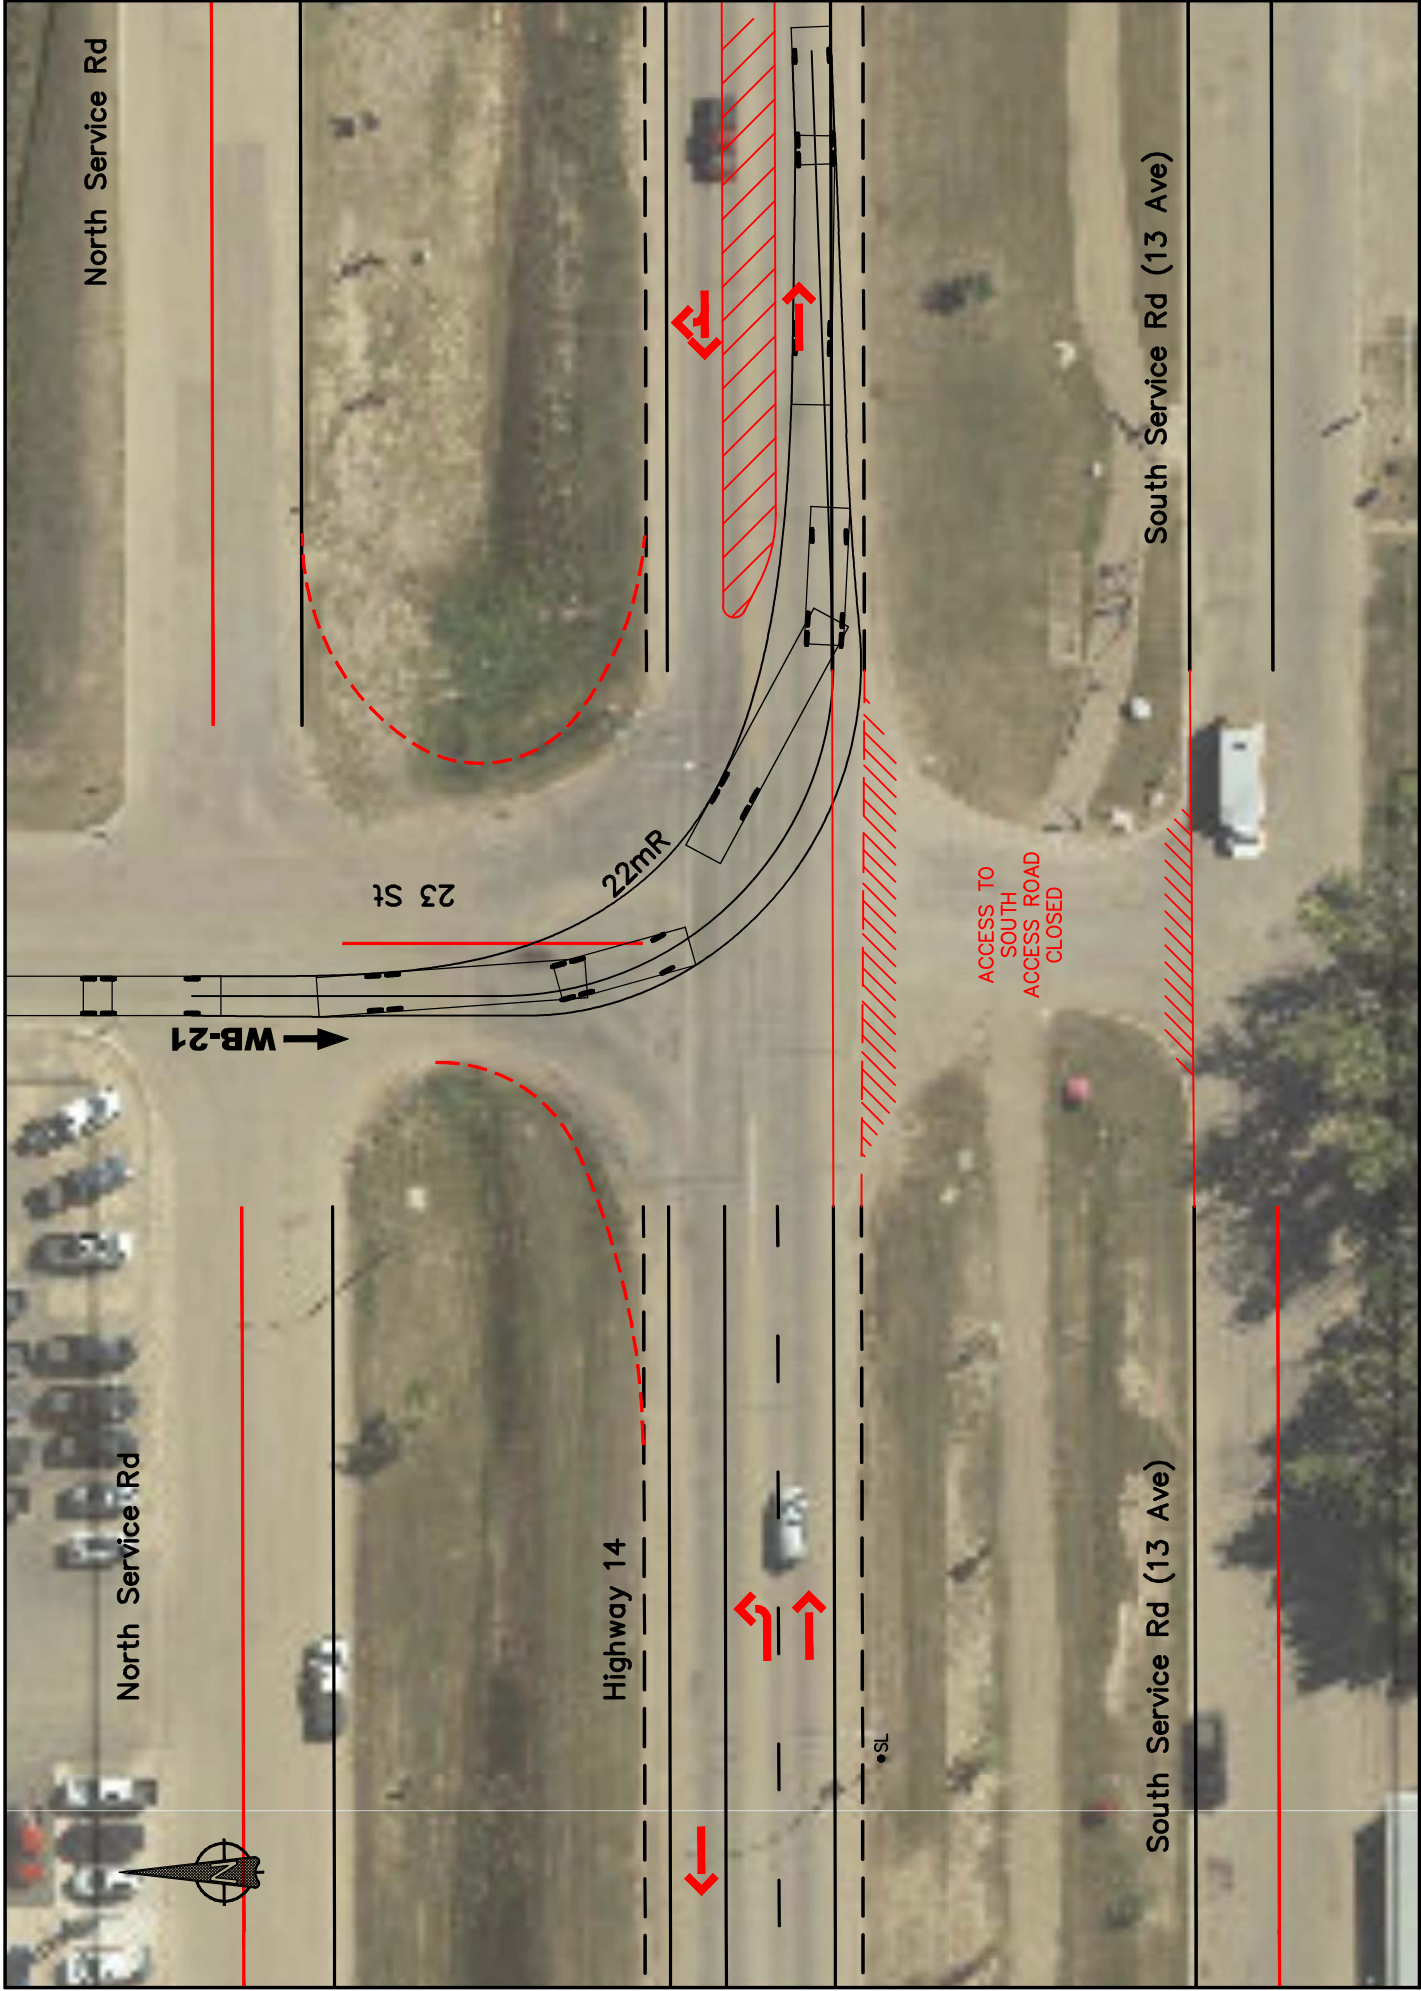 North Service Rd
South Service Rd (13 Ave)
23 St
22mR
WB-21
ACCESS TO
SOUTH
ACCESS ROAD
CLOSED
North Service Rd
Highway 14
South Service Rd (13 Ave)
SL
N